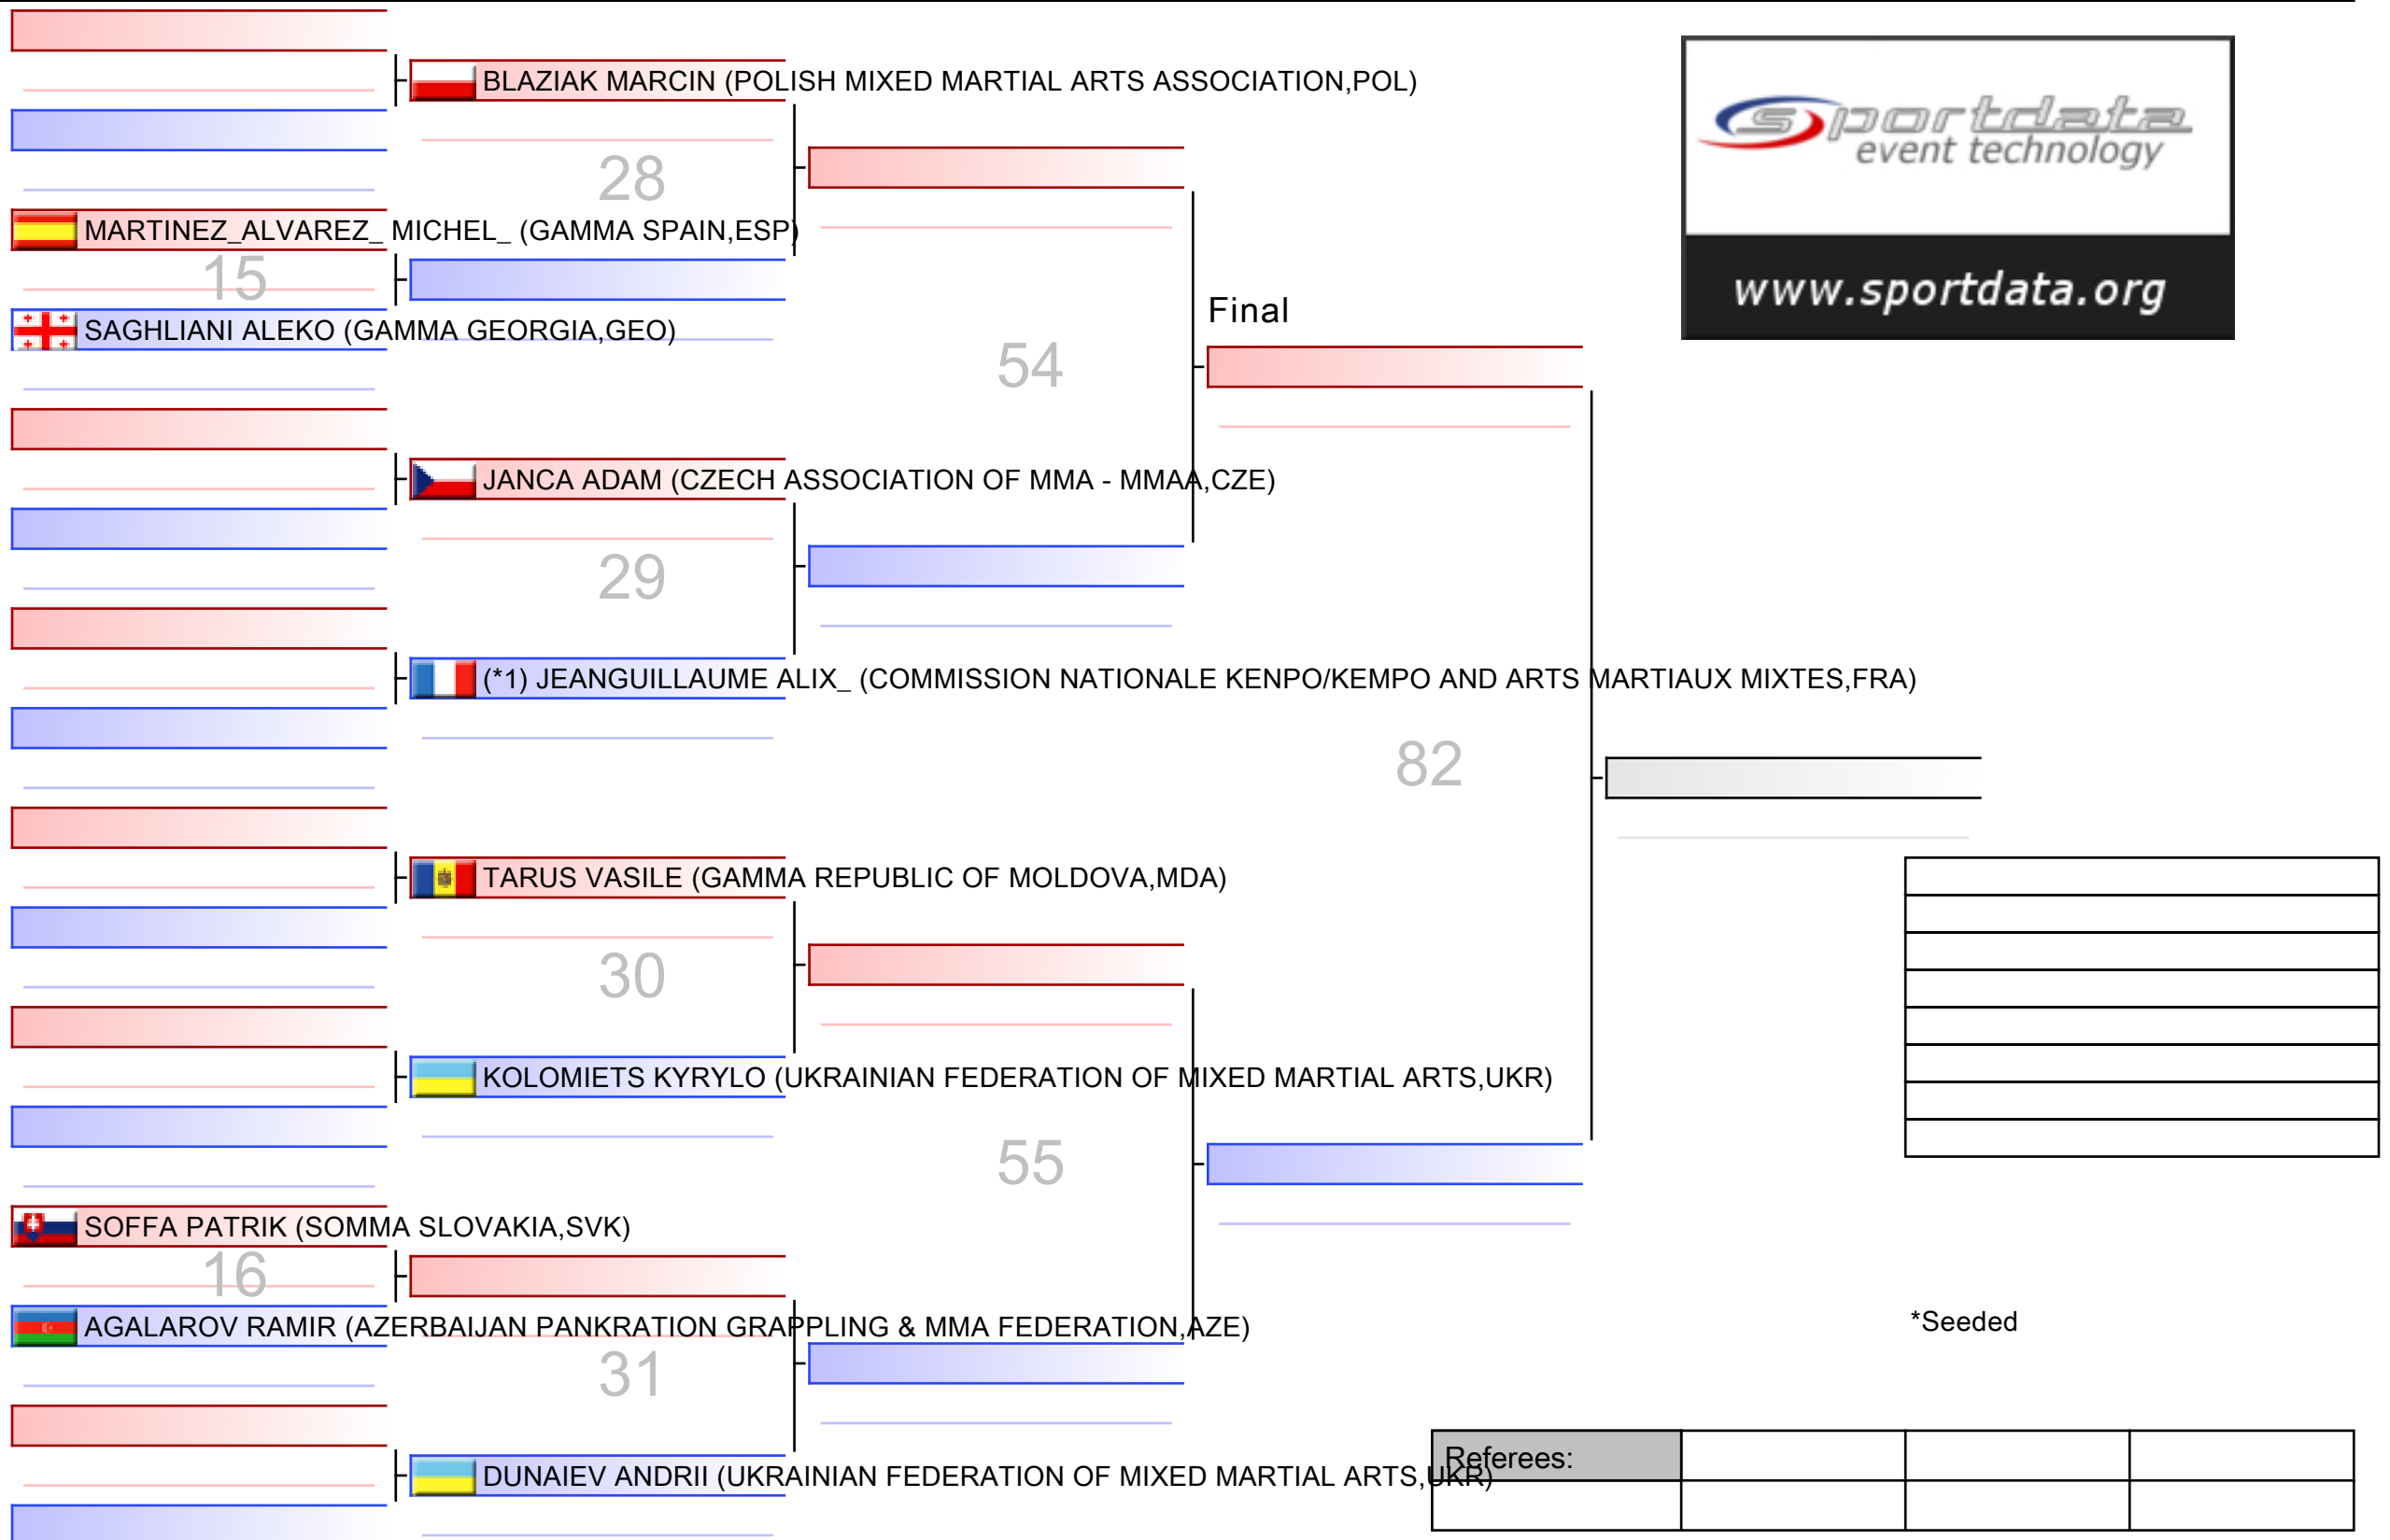 BLAZIAK MARCIN (POLISH MIXED MARTIAL ARTS ASSOCIATION,POL)
sportdata
event technology
28
MARTINEZ_ALVAREZ_ MICHEL_ (GAMMA SPAIN,ESP)
15
www.sportdata.org
Final
SAGHLIANI ALEKO (GAMMA GEORGIA,GEO)
54
JANCA ADAM (CZECH ASSOCIATION OF MMA - MMAA,CZE)
29
(*1) JEANGUILLAUME ALIX_ (COMMISSION NATIONALE KENPO/KEMPO AND ARTS MARTIAUX MIXTES,FRA)
82
TARUS VASILE (GAMMA REPUBLIC OF MOLDOVA,MDA)
30
KOLOMIETS KYRYLO (UKRAINIAN FEDERATION OF MIXED MARTIAL ARTS,UKR)
55
SOFFA PATRIK (SOMMA SLOVAKIA,SVK)
16
AGALAROV RAMIR (AZERBAIJAN PANKRATION GRAPPLING & MMA FEDERATION,AZE)
*Seeded
31
Referees:
DUNAIEV ANDRII (UKRAINIAN FEDERATION OF MIXED MARTIAL ARTS,UKR)